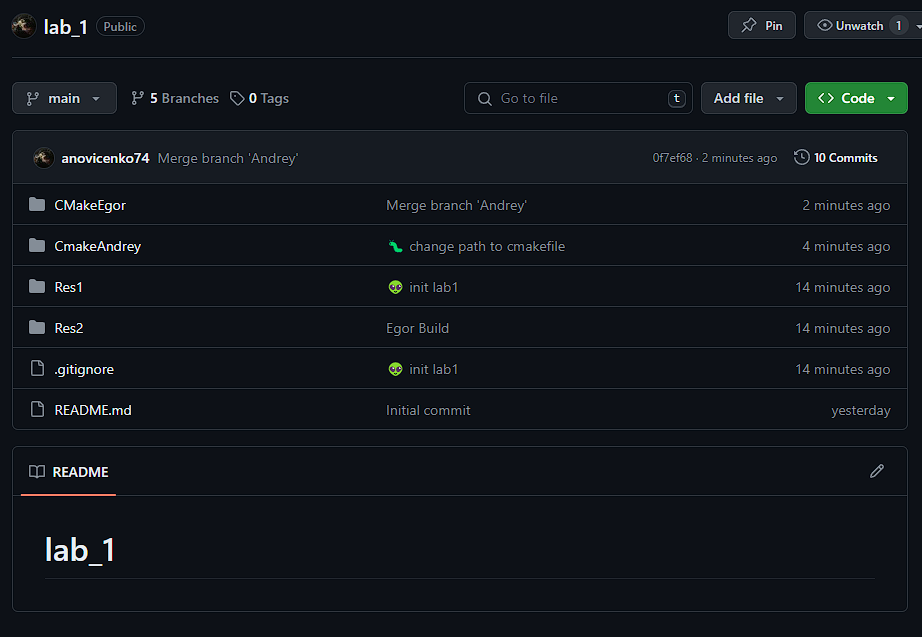 lab_1 Public Pin Unwatch 1
main 5 Branches 0 Tags Go to file t Add file Code
anovicenko74 Merge branch 'Andrey' 0f7ef68 · 2 minutes ago 10 Commits
CMakeEgor Merge branch 'Andrey' 2 minutes ago
CmakeAndrey change path to cmakefile 4 minutes ago
Res1 init lab1 14 minutes ago
Res2 Egor Build 14 minutes ago
.gitignore init lab1 14 minutes ago
README.md Initial commit yesterday
README
lab_1